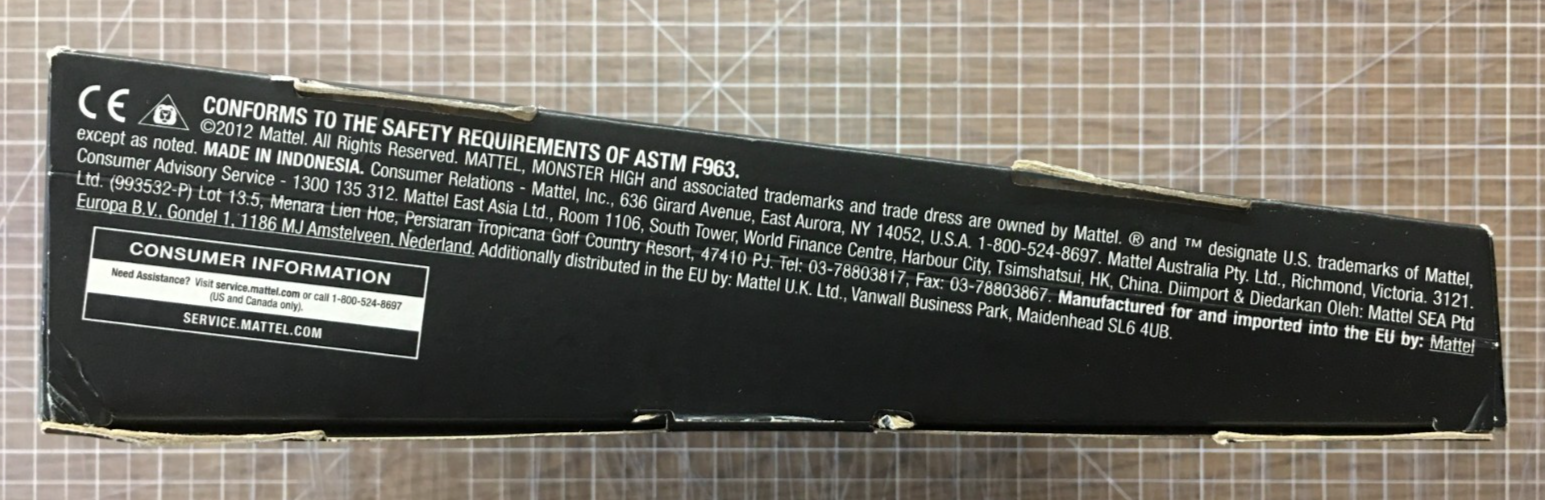 CE
CONFORMS TO THE SAFETY REQUIREMENTS OF ASTM F963.
©2012 Mattel. All Rights Reserved. MATTEL, MONSTER HIGH and associated trademarks and trade dress are owned by Mattel. ® and ™ designate U.S. trademarks of Mattel,
except as noted. MADE IN INDONESIA. Consumer Relations - Mattel, Inc., 636 Girard Avenue, East Aurora, NY 14052, U.S.A. 1-800-524-8697. Mattel Australia Pty. Ltd., Richmond, Victoria. 3121.
Consumer Advisory Service - 1300 135 312. Mattel East Asia Ltd., Room 1106, South Tower, World Finance Centre, Harbour City, Tsimshatsui, HK, China. Diimport & Diedarkan Oleh: Mattel SEA Ptd
Ltd. (993532-P) Lot 13.5, Menara Lien Hoe, Persiaran Tropicana Golf Country Resort, 47410 PJ. Tel: 03-78803817, Fax: 03-78803867. Manufactured for and imported into the EU by: Mattel
Europa B.V., Gondel 1, 1186 MJ Amstelveen, Nederland. Additionally distributed in the EU by: Mattel U.K. Ltd., Vanwall Business Park, Maidenhead SL6 4UB.
CONSUMER INFORMATION
Need Assistance? Visit service.mattel.com or call 1-800-524-8697
(US and Canada only).
SERVICE.MATTEL.COM